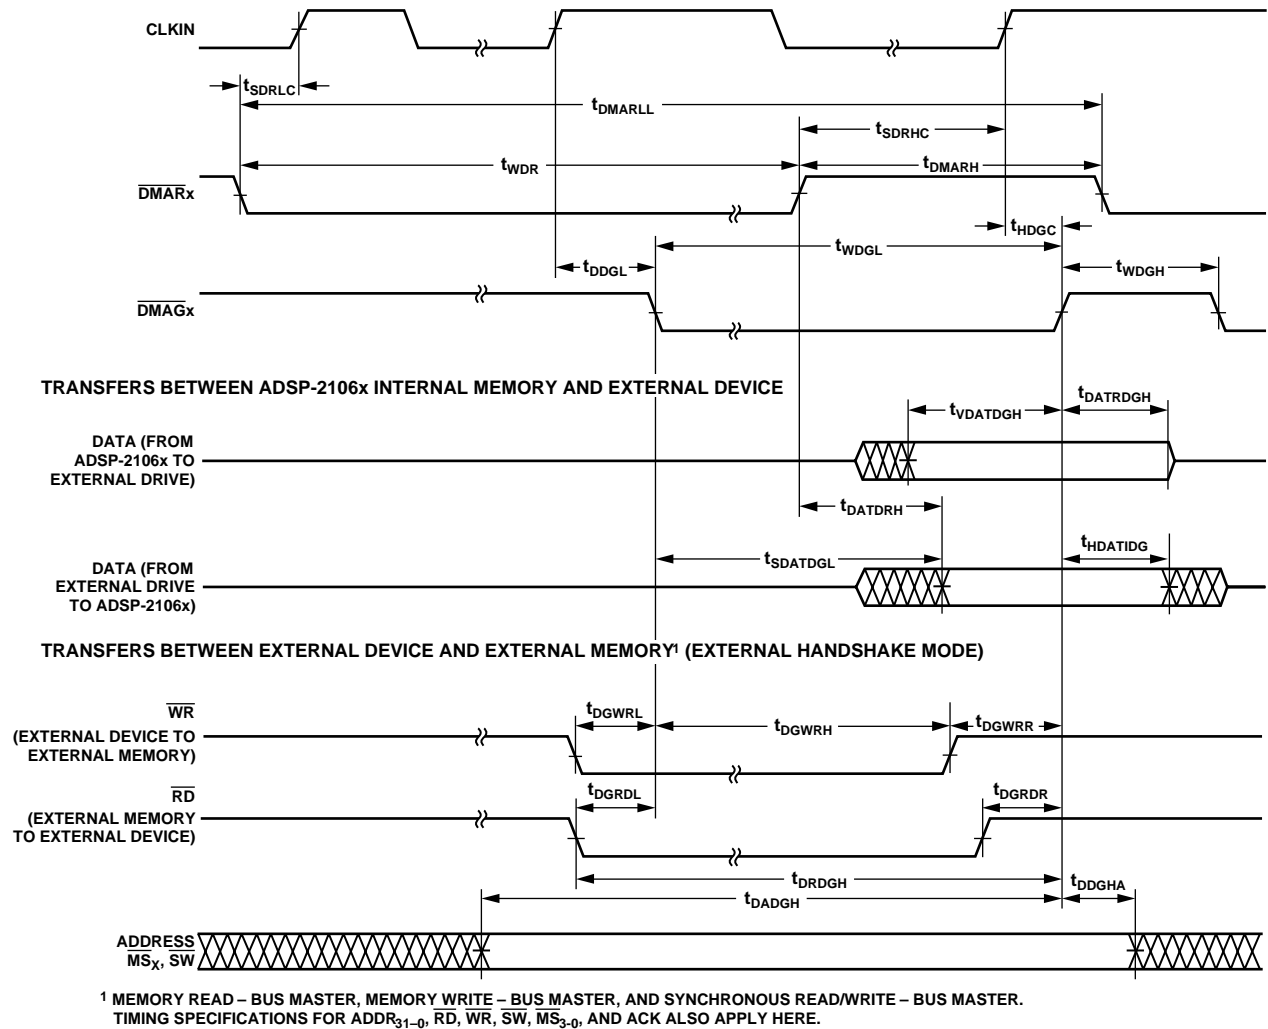 CLKIN
tSDRLC
tDMARLL
tSDRHC
tWDR
tDMARH
DMARx
tHDGC
tWDGL
tDDGL
tWDGH
DMAGx
TRANSFERS BETWEEN ADSP-2106x INTERNAL MEMORY AND EXTERNAL DEVICE
tDATRDGH
tVDATDGH
DATA (FROM
ADSP-2106x TO
EXTERNAL DRIVE)
tDATDRH
tHDATIDG
tSDATDGL
DATA (FROM
EXTERNAL DRIVE
TO ADSP-2106x)
TRANSFERS BETWEEN EXTERNAL DEVICE AND EXTERNAL MEMORY1 (EXTERNAL HANDSHAKE MODE)
WR
tDGWRL
tDGWRH
tDGWRR
(EXTERNAL DEVICE TO
EXTERNAL MEMORY)
RD
tDGRDL
tDGRDR
(EXTERNAL MEMORY
TO EXTERNAL DEVICE)
tDRDGH
tDDGHA
tDADGH
ADDRESS
MSX, SW
1 MEMORY READ – BUS MASTER, MEMORY WRITE – BUS MASTER, AND SYNCHRONOUS READ/WRITE – BUS MASTER.
TIMING SPECIFICATIONS FOR ADDR31–0, RD, WR, SW, MS3-0, AND ACK ALSO APPLY HERE.